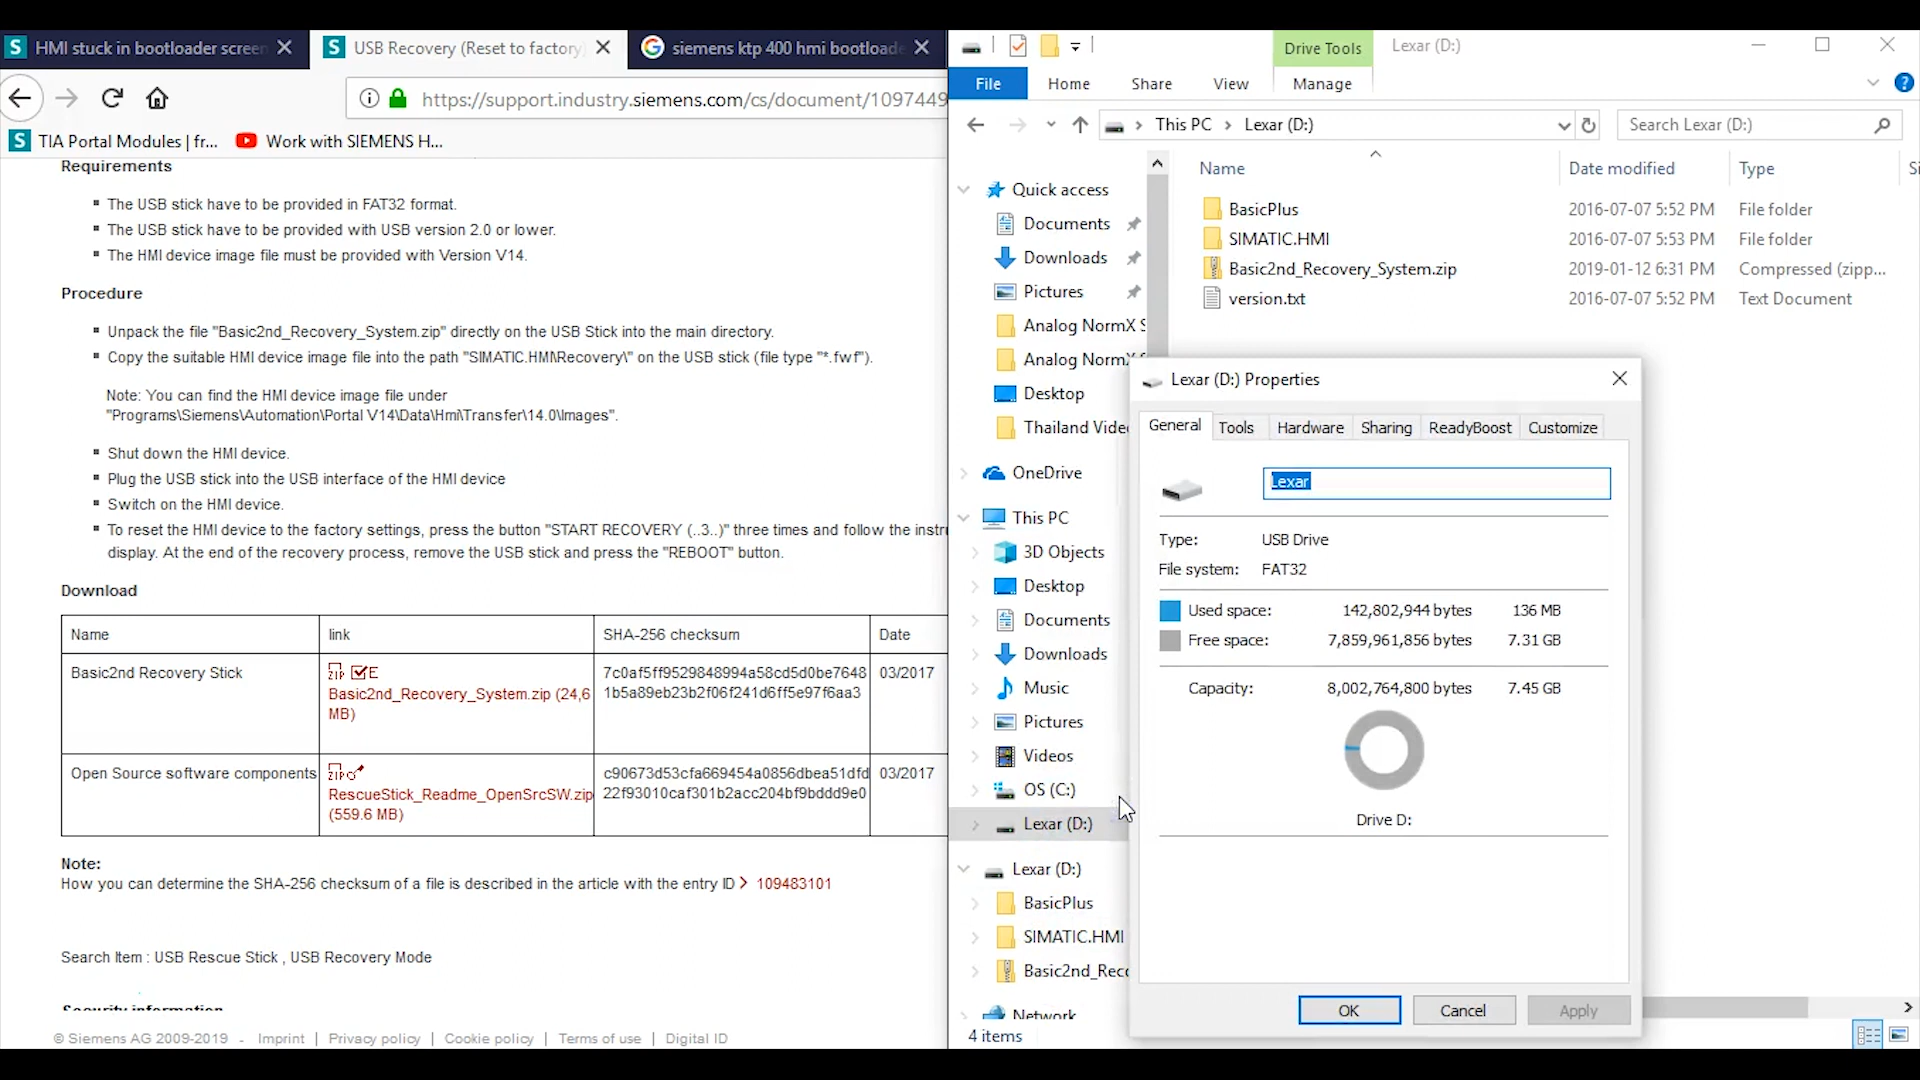 HMI stuck in bootloader screen
USB Recovery (Reset to factory
siemens ktp 400 hmi bootloade
https://support.industry.siemens.com/cs/document/1097449
TIA Portal Modules | fr...
Work with SIEMENS H...
Requirements
The USB stick have to be provided in FAT32 format.
The USB stick have to be provided with USB version 2.0 or lower.
The HMI device image file must be provided with Version V14.
Procedure
Unpack the file "Basic2nd_Recovery_System.zip" directly on the USB Stick into the main directory.
Copy the suitable HMI device image file into the path "SIMATIC.HMI\Recovery\" on the USB stick (file type "*.fwf").
Note: You can find the HMI device image file under
"Programs\Siemens\Automation\Portal V14\Data\Hmi\Transfer\14.0\Images".
Shut down the HMI device.
Plug the USB stick into the USB interface of the HMI device
Switch on the HMI device.
To reset the HMI device to the factory settings, press the button "START RECOVERY (..3..)" three times and follow the instru
display. At the end of the recovery process, remove the USB stick and press the "REBOOT" button.
Download
Name link SHA-256 checksum Date
Basic2nd Recovery Stick
ZIP E
Basic2nd_Recovery_System.zip (24,6
MB)
7c0af5ff9529848994a58cd5d0be7648
1b5a89eb23b2f06f241d6ff5e97f6aa3
03/2017
Open Source software components
ZIP
RescueStick_Readme_OpenSrcSW.zip
(559.6 MB)
c90673d53cfa669454a0856dbea51dfd
22f93010caf301b2acc204bf9bddd9e0
03/2017
Note:
How you can determine the SHA-256 checksum of a file is described in the article with the entry ID > 109483101
Search Item : USB Rescue Stick , USB Recovery Mode
Security information
© Siemens AG 2009-2019 - Imprint | Privacy policy | Cookie policy | Terms of use | Digital ID
Drive Tools
Lexar (D:)
File Home Share View Manage
This PC > Lexar (D:)
Search Lexar (D:)
Quick access
Documents
Downloads
Pictures
Analog NormX S
Analog NormX
Desktop
Thailand Vide
OneDrive
This PC
3D Objects
Desktop
Documents
Downloads
Music
Pictures
Videos
OS (C:)
Lexar (D:)
Lexar (D:)
BasicPlus
SIMATIC.HMI
Basic2nd_Reco
Network
4 items
Name Date modified Type Si
BasicPlus 2016-07-07 5:52 PM File folder
SIMATIC.HMI 2016-07-07 5:53 PM File folder
Basic2nd_Recovery_System.zip 2019-01-12 6:31 PM Compressed (zipp...
version.txt 2016-07-07 5:52 PM Text Document
Lexar (D:) Properties
General Tools Hardware Sharing ReadyBoost Customize
Lexar
Type: USB Drive
File system: FAT32
Used space: 142,802,944 bytes 136 MB
Free space: 7,859,961,856 bytes 7.31 GB
Capacity: 8,002,764,800 bytes 7.45 GB
Drive D:
OK Cancel Apply